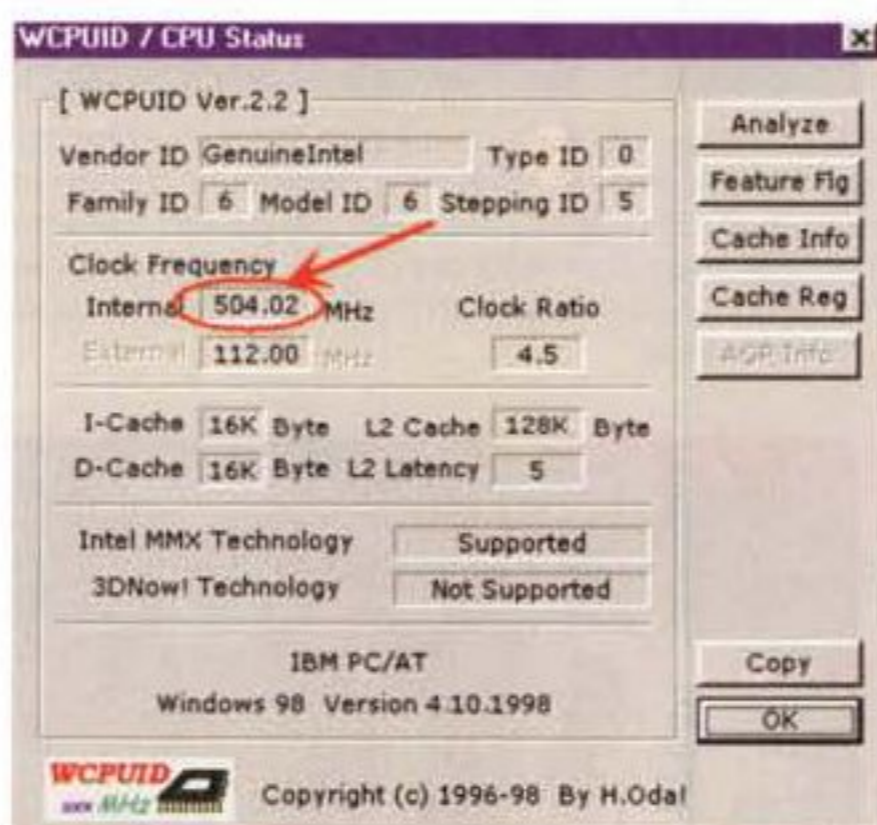 WCPUID / CPU Status
[ WCPUID Ver.2.2 ]
Vendor ID GenuineIntel Type ID 0
Family ID 6 Model ID 6 Stepping ID 5
Clock Frequency
Internal 504.02 MHz Clock Ratio
External 112.00 MHz 4.5
I-Cache 16K Byte L2 Cache 128K Byte
D-Cache 16K Byte L2 Latency 5
Intel MMX Technology Supported
3DNow! Technology Not Supported
IBM PC/AT
Windows 98 Version 4.10.1998
WCPUID
xxx MHz
Copyright (c) 1996-98 By H.Oda!
Analyze
Feature Flg
Cache Info
Cache Reg
AGP Info
Copy
OK